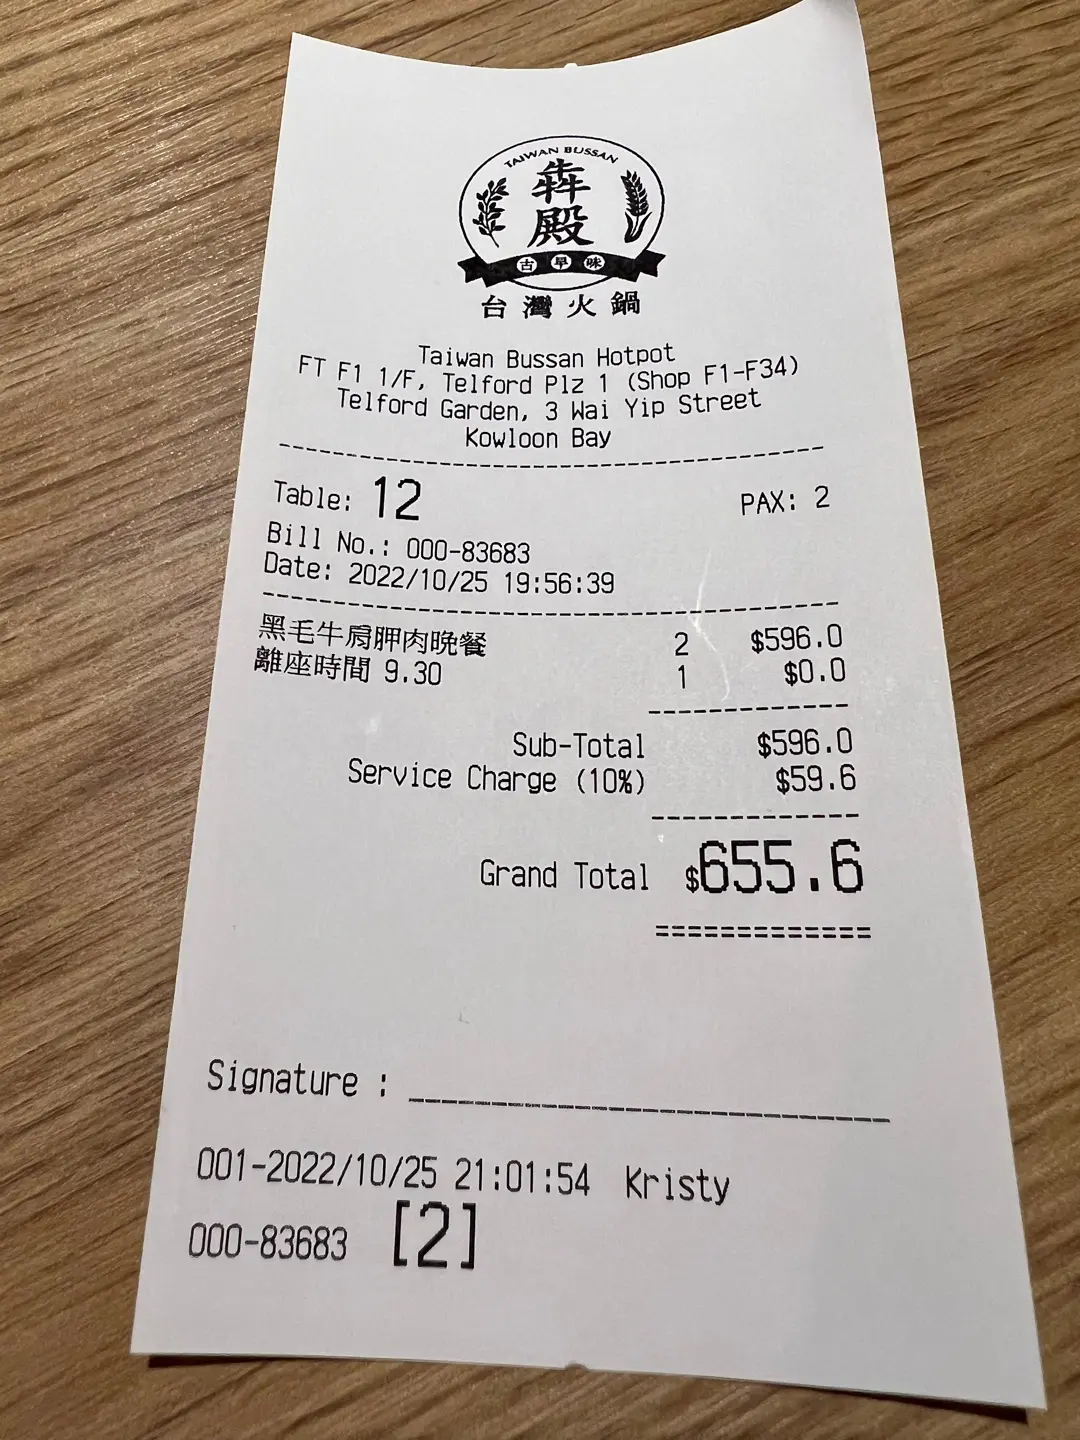 TAIWAN BUSSAN
犇
殿
古早味
台灣火鍋
Taiwan Bussan Hotpot
FT F1 1/F, Telford Plz 1 (Shop F1-F34)
Telford Garden, 3 Wai Yip Street
Kowloon Bay
Table: 12 PAX: 2
Bill No.: 000-83683
Date: 2022/10/25 19:56:39
黑毛牛肩胛肉晚餐 2 $596.0
離座時間 9.30 1 $0.0
Sub-Total $596.0
Service Charge (10%) $59.6
Grand Total $655.6
Signature :
001-2022/10/25 21:01:54 Kristy
000-83683 [2]